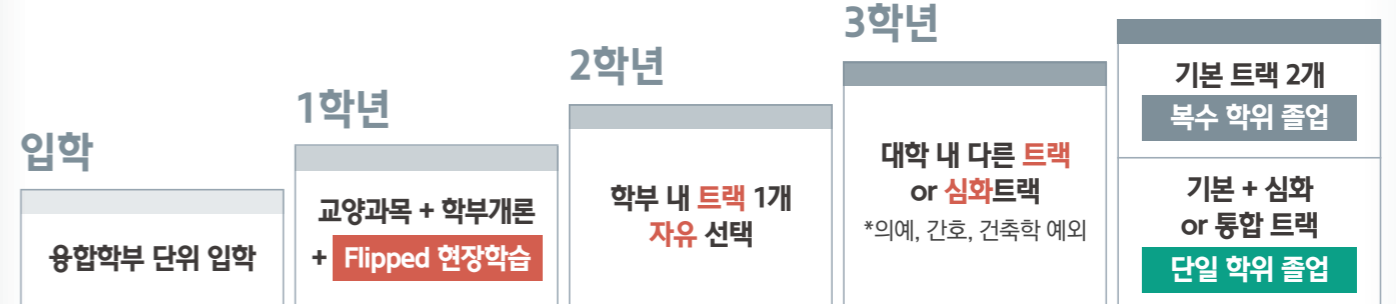 입학
융합학부 단위 입학
1학년
교양과목 + 학부개론
+ Flipped 현장학습
2학년
학부 내 트랙 1개
자유 선택
3학년
대학 내 다른 트랙
or 심화트랙
*의예, 간호, 건축학 예외
기본 트랙 2개
복수 학위 졸업
기본 + 심화
or 통합 트랙
단일 학위 졸업